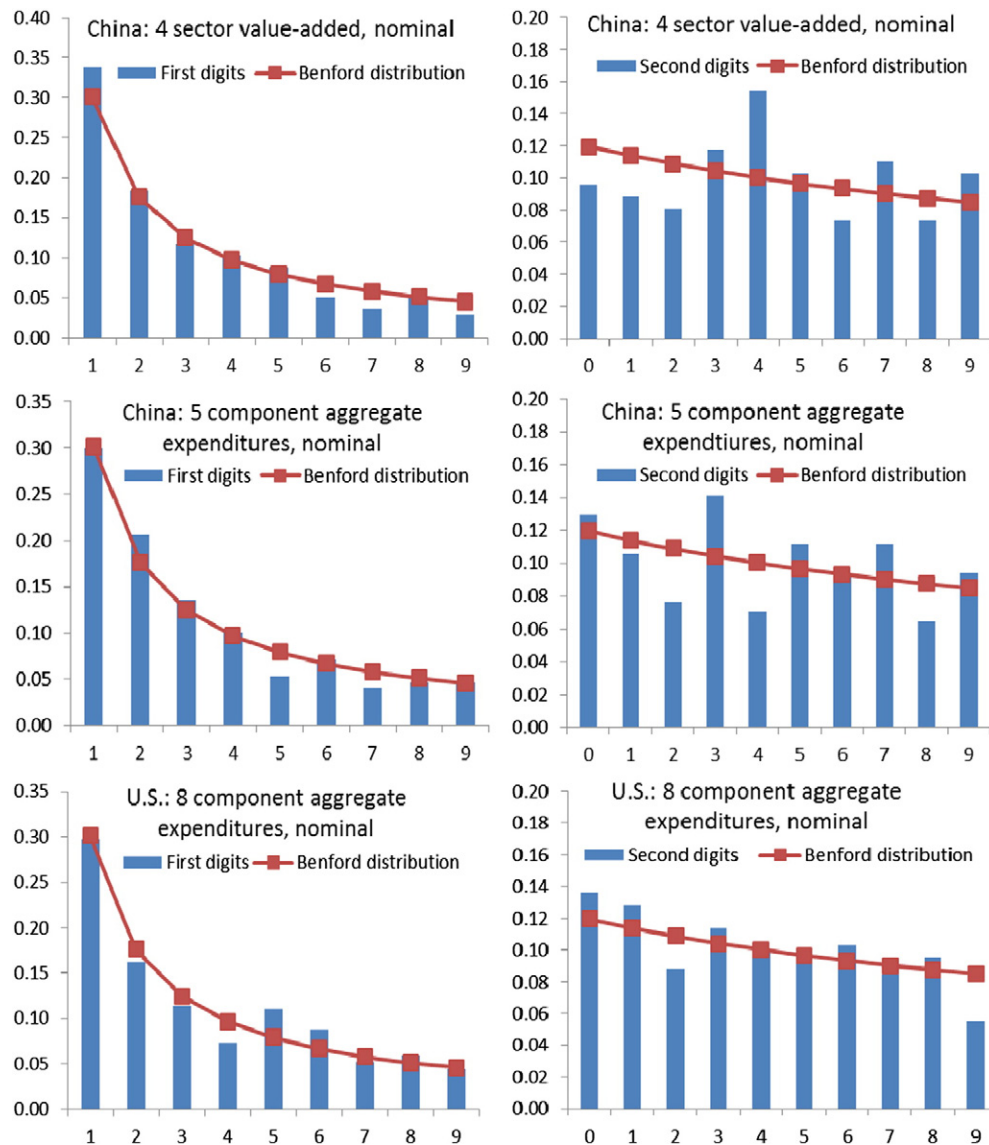 China: 4 sector value-added, nominal
First digits Benford distribution
0.40
0.35
0.30
0.25
0.20
0.15
0.10
0.05
0.00
1 2 3 4 5 6 7 8 9
China: 4 sector value-added, nominal
Second digits Benford distribution
0.20
0.18
0.16
0.14
0.12
0.10
0.08
0.06
0.04
0.02
0.00
0 1 2 3 4 5 6 7 8 9
China: 5 component aggregate
expenditures, nominal
First digits Benford distribution
0.35
0.30
0.25
0.20
0.15
0.10
0.05
0.00
1 2 3 4 5 6 7 8 9
China: 5 component aggregate
expendtiures, nominal
Second digits Benford distribution
0.20
0.18
0.16
0.14
0.12
0.10
0.08
0.06
0.04
0.02
0.00
0 1 2 3 4 5 6 7 8 9
U.S.: 8 component aggregate
expenditures, nominal
First digits Benford distribution
0.35
0.30
0.25
0.20
0.15
0.10
0.05
0.00
1 2 3 4 5 6 7 8 9
U.S.: 8 component aggregate
expenditures, nominal
Second digits Benford distribution
0.20
0.18
0.16
0.14
0.12
0.10
0.08
0.06
0.04
0.02
0.00
0 1 2 3 4 5 6 7 8 9